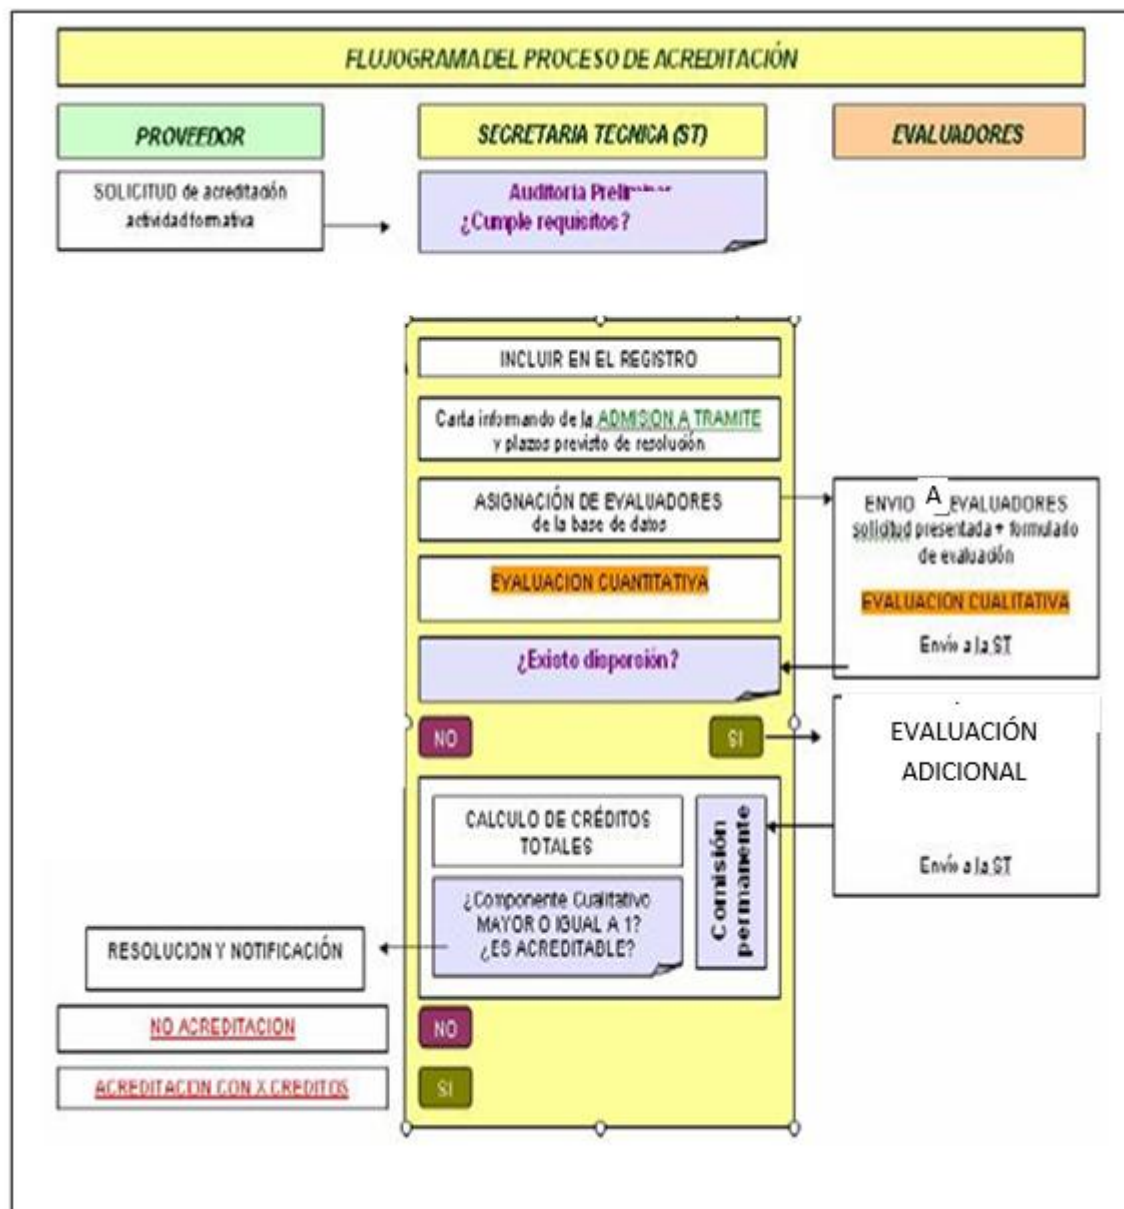 FLUJOGRAMA DEL PROCESO DE ACREDITACIÓN
PROVEEDOR
SECRETARIA TECNICA (ST)
EVALUADORES
SOLICITUD de acreditación
actividad formativa
Auditoría
¿Cumple requisitos?
INCLUIR EN EL REGISTRO
Carta informando de la ADMISION A TRAMITE
y plazos previsto de resolución
ASIGNACIÓN DE EVALUADORES
de la base de datos
ENVIO A EVALUADORES
solicitud presentada + formulario
de evaluación
EVALUACION CUANTITATIVA
EVALUACION CUALITATIVA
Envío a la ST
¿Existe dispersión?
NO
SI
EVALUACIÓN
ADICIONAL
Envío a la ST
CALCULO DE CRÉDITOS
TOTALES
Comisión
permanente
¿Componente Cualitativo
MAYOR O IGUAL A 1?
¿ES ACREDITABLE?
RESOLUCION Y NOTIFICACIÓN
NO ACREDITACION
NO
ACREDITACION CON X CREDITOS
SI